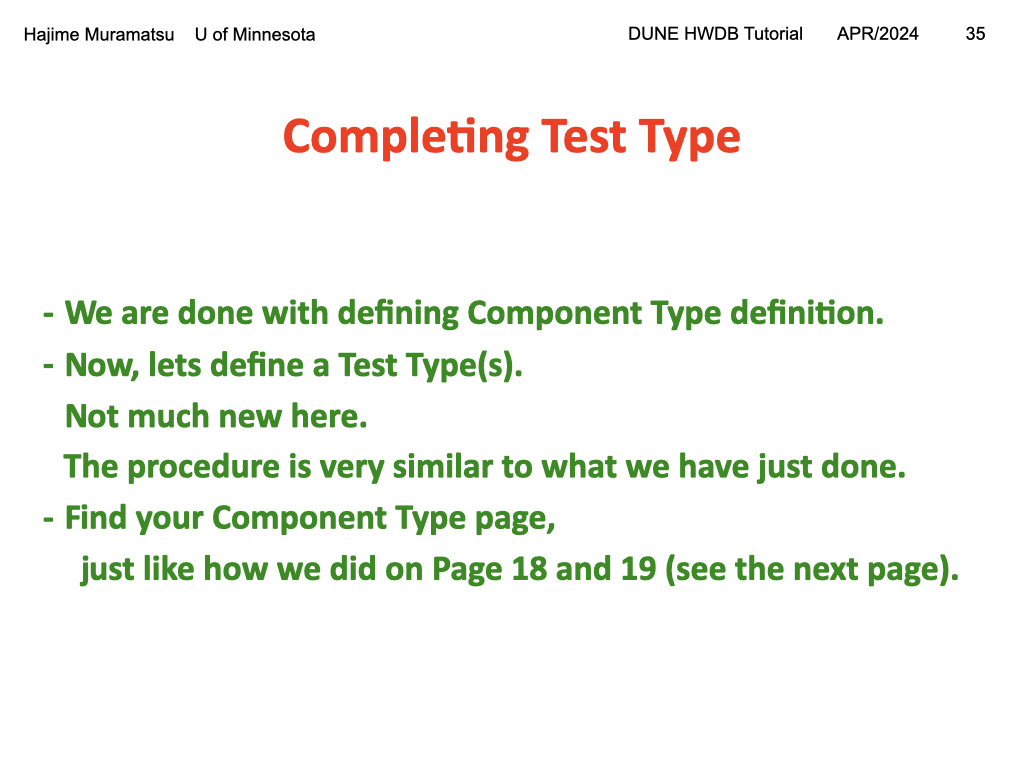 Hajime Muramatsu U of Minnesota DUNE HWDB Tutorial APR/2024 35
Completing Test Type
- We are done with defining Component Type definition.
- Now, lets define a Test Type(s).
Not much new here.
The procedure is very similar to what we have just done.
- Find your Component Type page,
just like how we did on Page 18 and 19 (see the next page).